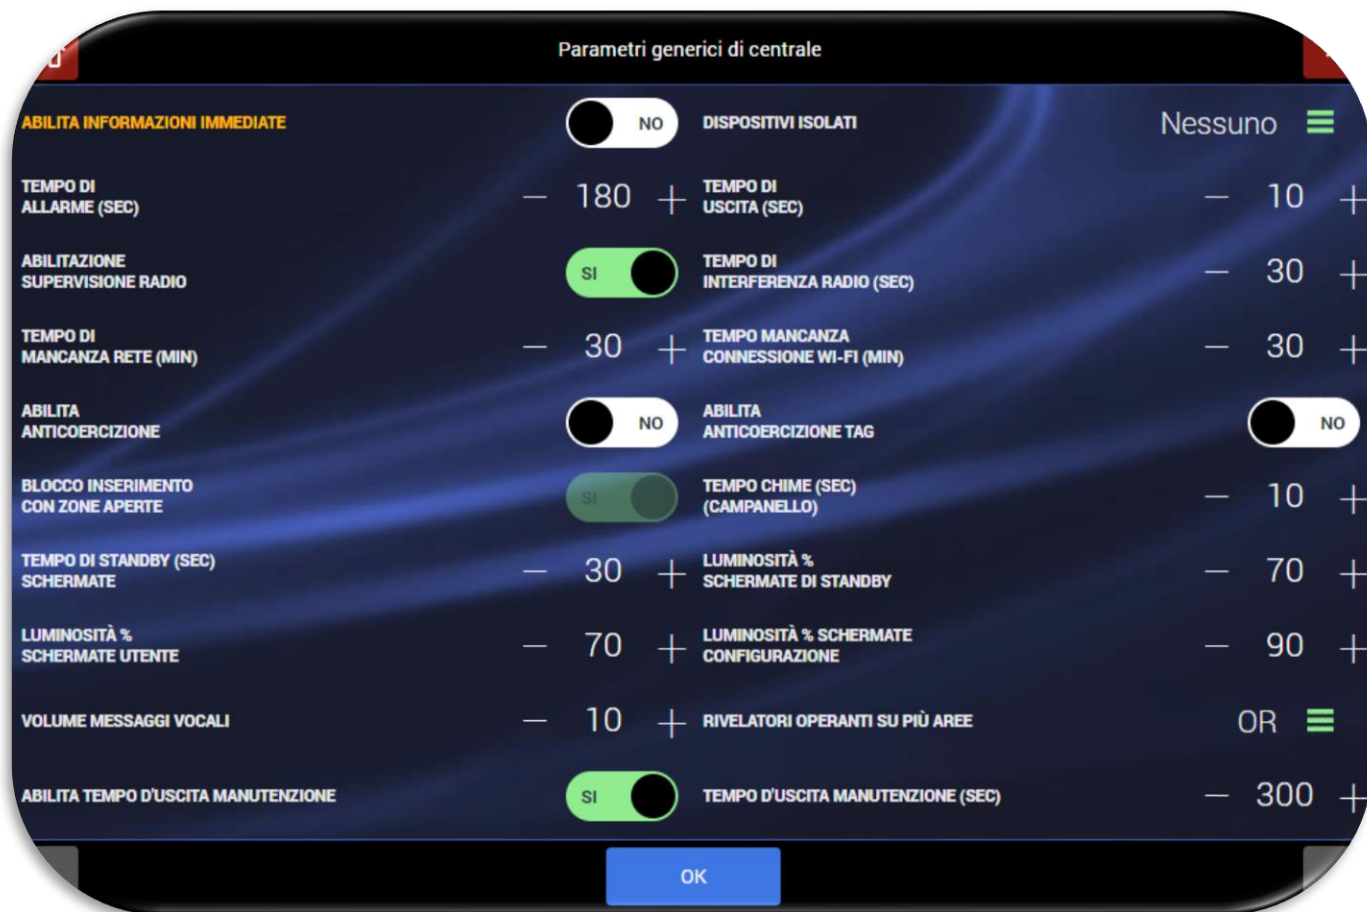 Parametri generici di centrale
ABILITA INFORMAZIONI IMMEDIATE
NO
DISPOSITIVI ISOLATI
Nessuno
TEMPO DI
ALLARME (SEC)
— 180 +
TEMPO DI
USCITA (SEC)
— 10 +
ABILITAZIONE
SUPERVISIONE RADIO
SI
TEMPO DI
INTERFERENZA RADIO (SEC)
— 30 +
TEMPO DI
MANCANZA RETE (MIN)
— 30 +
TEMPO MANCANZA
CONNESSIONE WI-FI (MIN)
— 30 +
ABILITA
ANTICOERCIZIONE
NO
ABILITA
ANTICOERCIZIONE TAG
NO
BLOCCO INSERIMENTO
CON ZONE APERTE
SI
TEMPO CHIME (SEC)
(CAMPANELLO)
— 10 +
TEMPO DI STANDBY (SEC)
SCHERMATE
— 30 +
LUMINOSITÀ %
SCHERMATE DI STANDBY
— 70 +
LUMINOSITÀ %
SCHERMATE UTENTE
— 70 +
LUMINOSITÀ % SCHERMATE
CONFIGURAZIONE
— 90 +
VOLUME MESSAGGI VOCALI
— 10 +
RIVELATORI OPERANTI SU PIÙ AREE
OR
ABILITA TEMPO D'USCITA MANUTENZIONE
SI
TEMPO D'USCITA MANUTENZIONE (SEC)
— 300 +
OK